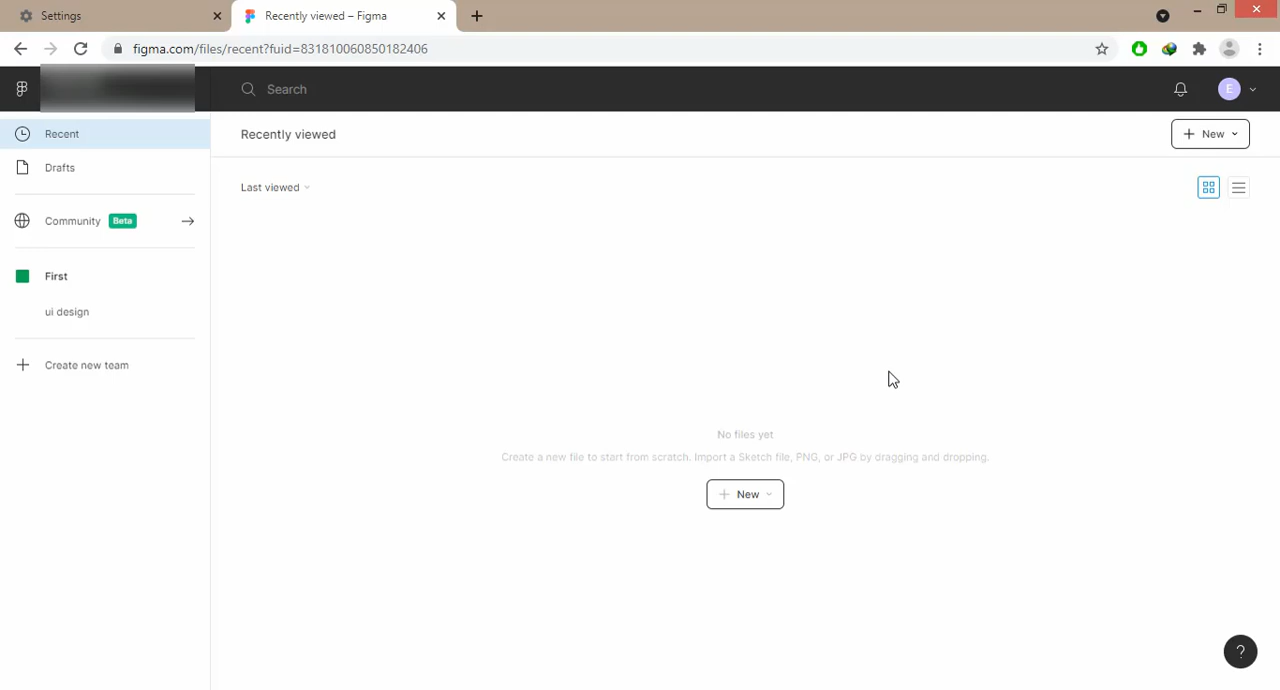 Settings
Recently viewed – Figma
figma.com/files/recent?fuid=831810060850182406
Search
E
Recent
Recently viewed
New
Drafts
Last viewed
Community Beta
First
ui design
Create new team
No files yet
Create a new file to start from scratch. Import a Sketch file, PNG, or JPG by dragging and dropping.
New
?